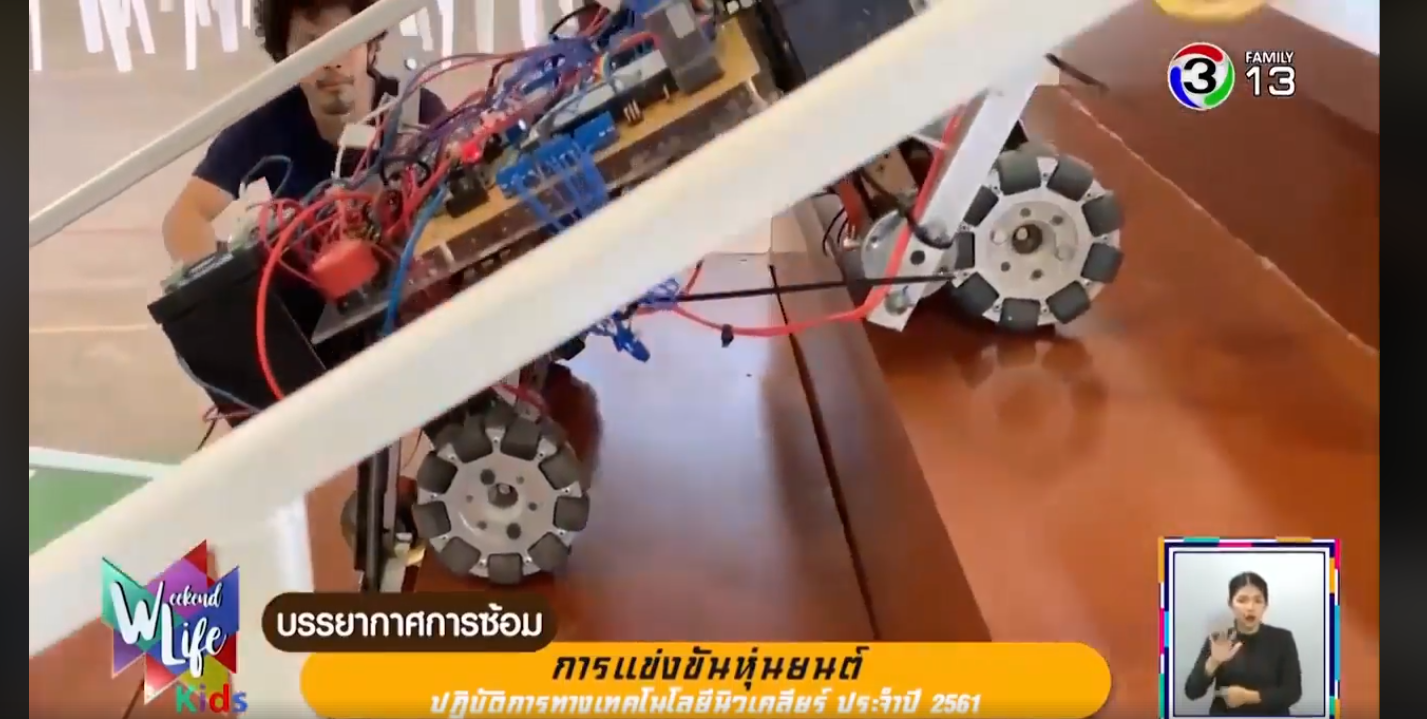 3 FAMILY
13
Weekend
Life
Kids
บรรยากาศการซ้อม
การแข่งขันหุ่นยนต์
ปฏิบัติการทางเทคโนโลยีนิวเคลียร์ ประจำปี 2561